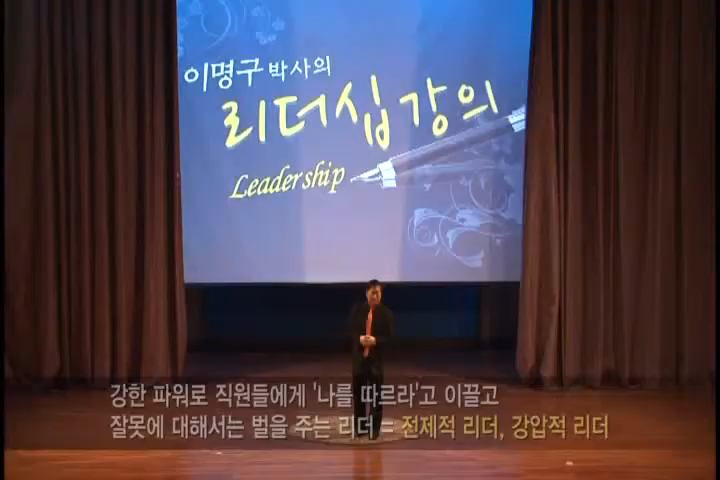 이명구 박사의
리더십 강의
Leadership
강한 파워로 직원들에게 '나를 따르라'고 이끌고
잘못에 대해서는 벌을 주는 리더 = 전제적 리더, 강압적 리더